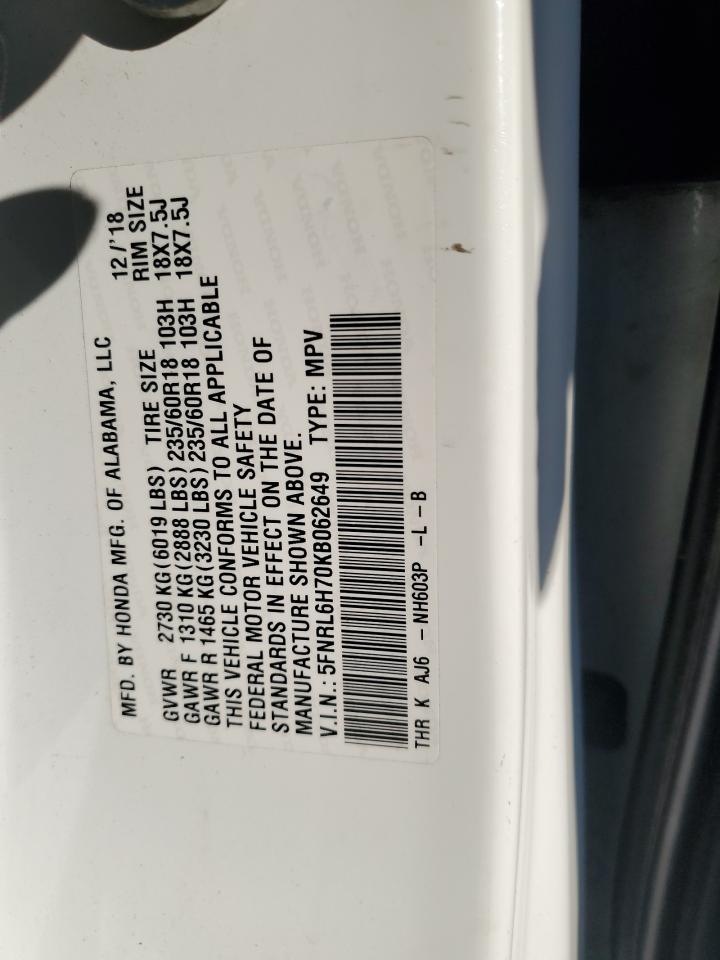 MFD. BY HONDA MFG. OF ALABAMA, LLC 12/'18
GVWR 2730 KG(6019 LBS) TIRE SIZE RIM SIZE
GAWR F 1310 KG(2888 LBS) 235/60R18 103H 18X7.5J
GAWR R 1465 KG(3230 LBS) 235/60R18 103H 18X7.5J
THIS VEHICLE CONFORMS TO ALL APPLICABLE
FEDERAL MOTOR VEHICLE SAFETY
STANDARDS IN EFFECT ON THE DATE OF
MANUFACTURE SHOWN ABOVE.
V.I.N.: 5FNRL6H70KB062649 TYPE: MPV
THR K AJ6 -NH603P -L-B